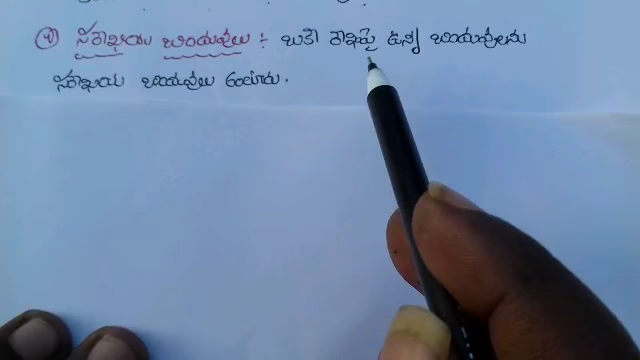 సరాఖీయ బిందువులు : ఒకే రాఖపై ఉన్న బిందువులను
సరాఖీయ బిందువులు అంటారు.